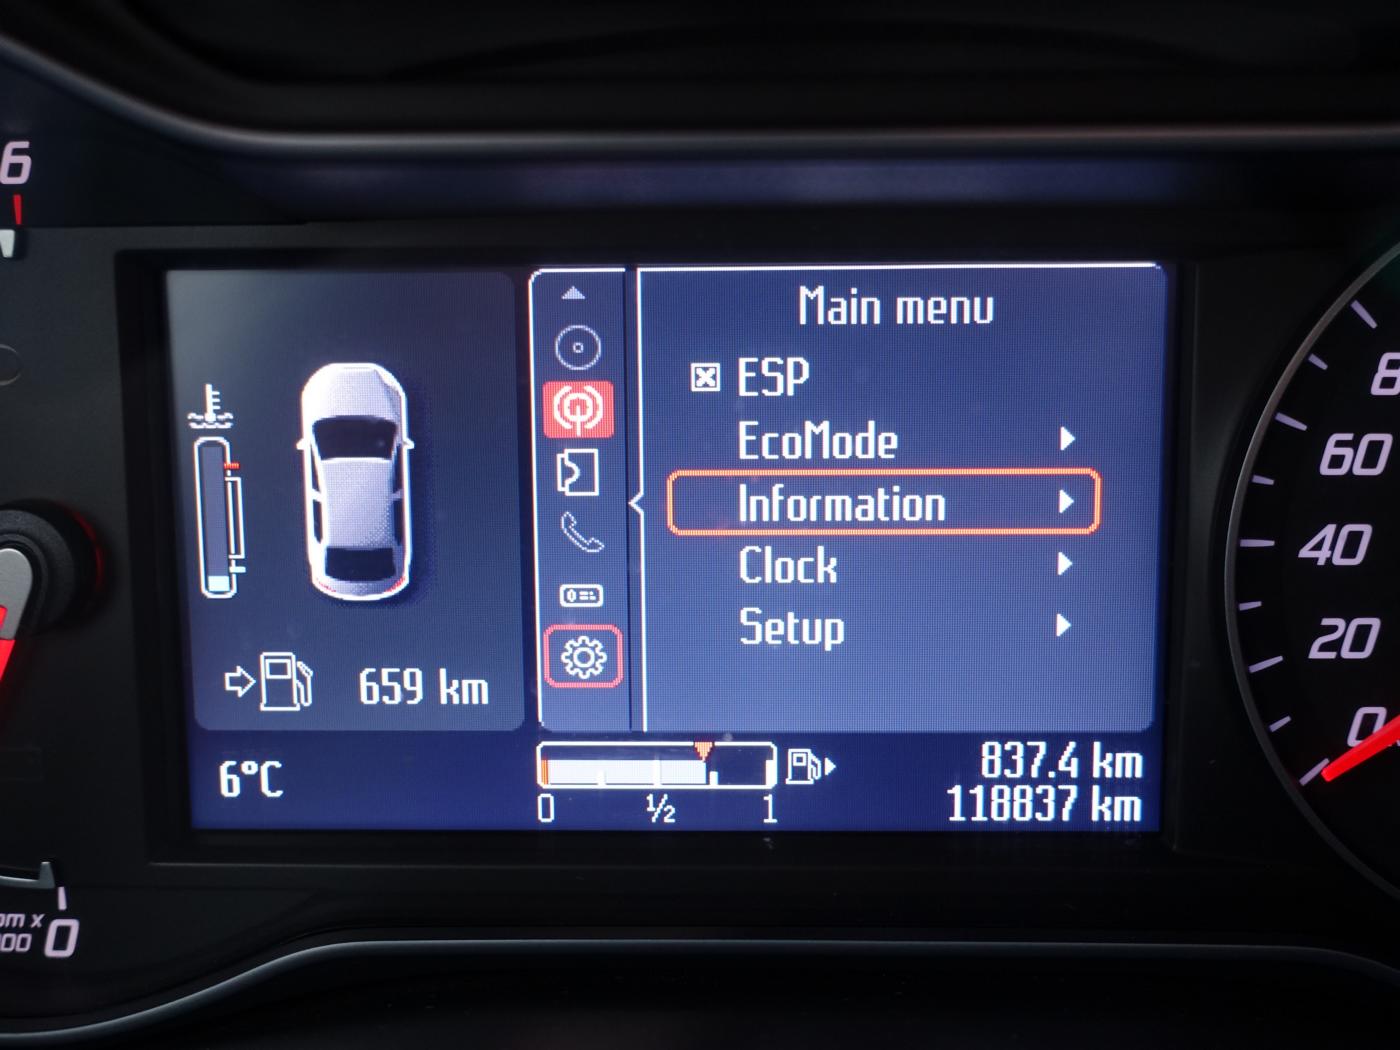 6
Main menu
ESP
EcoMode
Information
Clock
Setup
659 km
6°C
0 ½ 1
837.4 km
118837 km
60
40
20
0
x
0